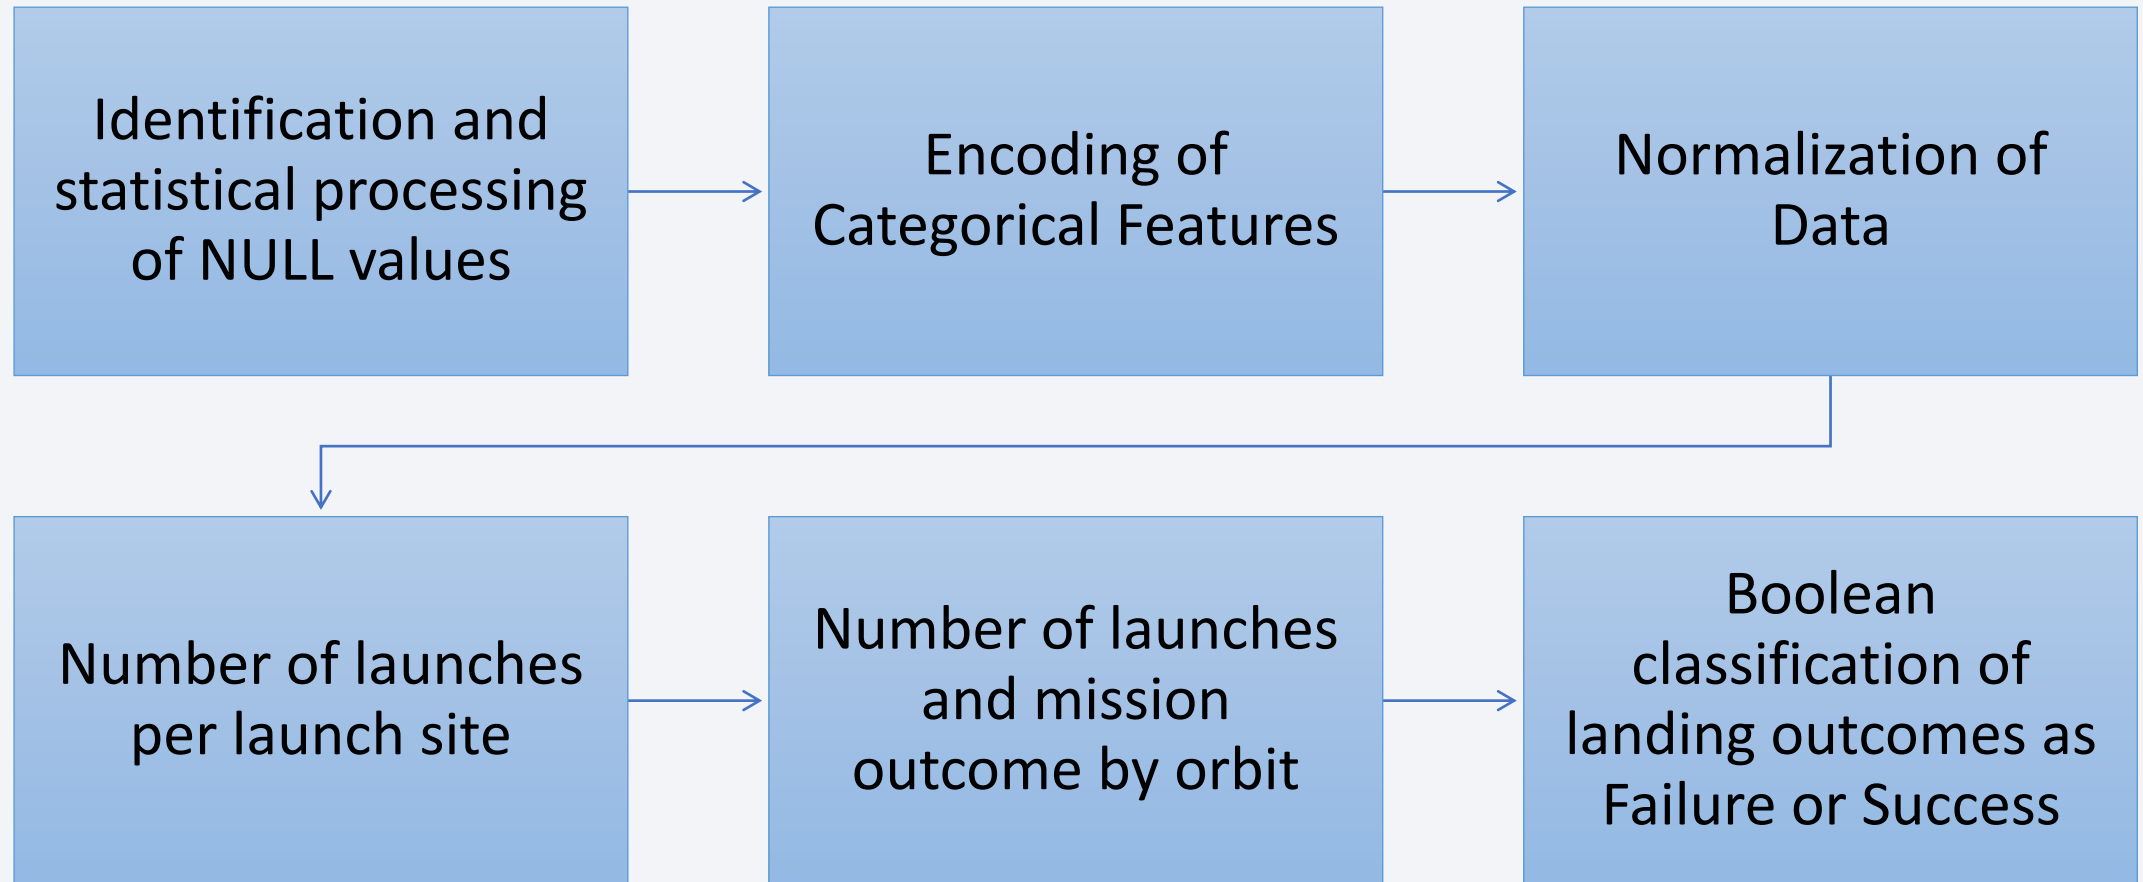 Identification and
statistical processing
of NULL values
Encoding of
Categorical Features
Normalization of
Data
Number of launches
per launch site
Number of launches
and mission
outcome by orbit
Boolean
classification of
landing outcomes as
Failure or Success